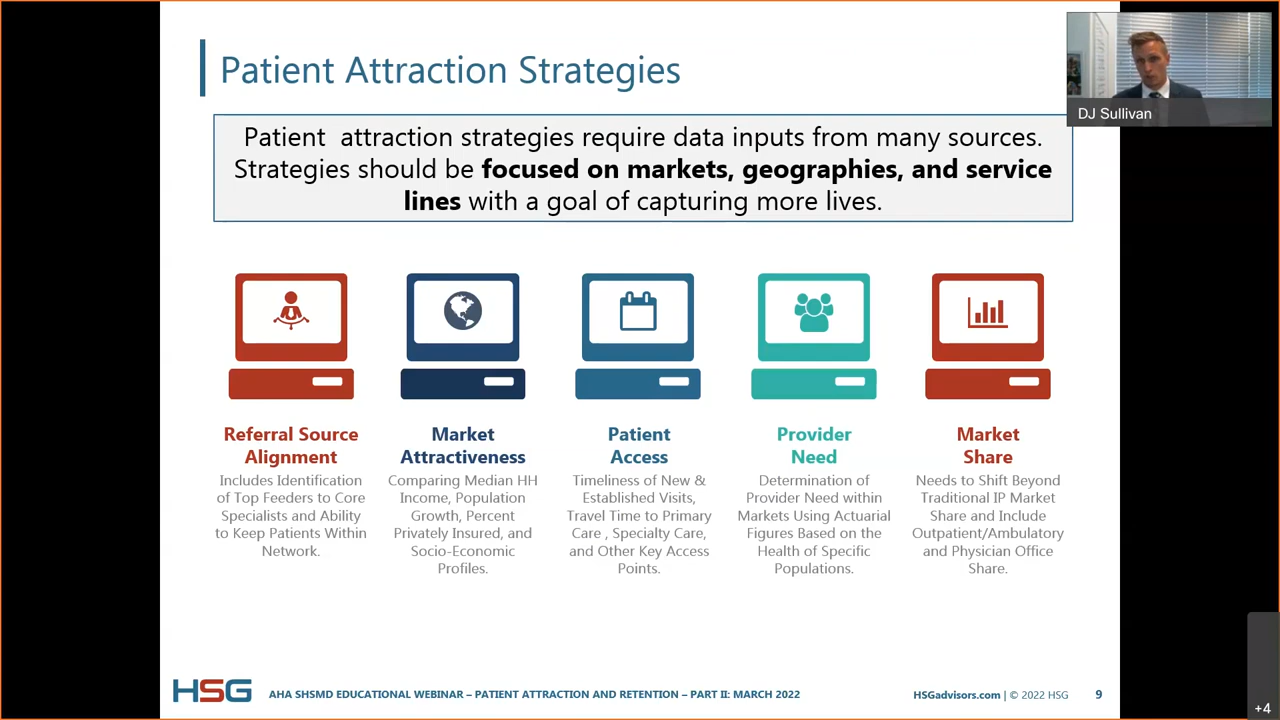 Patient Attraction Strategies
DJ Sullivan
Patient attraction strategies require data inputs from many sources.
Strategies should be focused on markets, geographies, and service
lines with a goal of capturing more lives.
Referral Source
Alignment
Includes Identification
of Top Feeders to Core
Specialists and Ability
to Keep Patients Within
Network.
Market
Attractiveness
Comparing Median HH
Income, Population
Growth, Percent
Privately Insured, and
Socio-Economic
Profiles.
Patient
Access
Timeliness of New &
Established Visits,
Travel Time to Primary
Care , Specialty Care,
and Other Key Access
Points.
Provider
Need
Determination of
Provider Need within
Markets Using Actuarial
Figures Based on the
Health of Specific
Populations.
Market
Share
Needs to Shift Beyond
Traditional IP Market
Share and Include
Outpatient/Ambulatory
and Physician Office
Share.
HSG
AHA SHSMD EDUCATIONAL WEBINAR – PATIENT ATTRACTION AND RETENTION – PART II: MARCH 2022
HSGadvisors.com | © 2022 HSG
9
+4